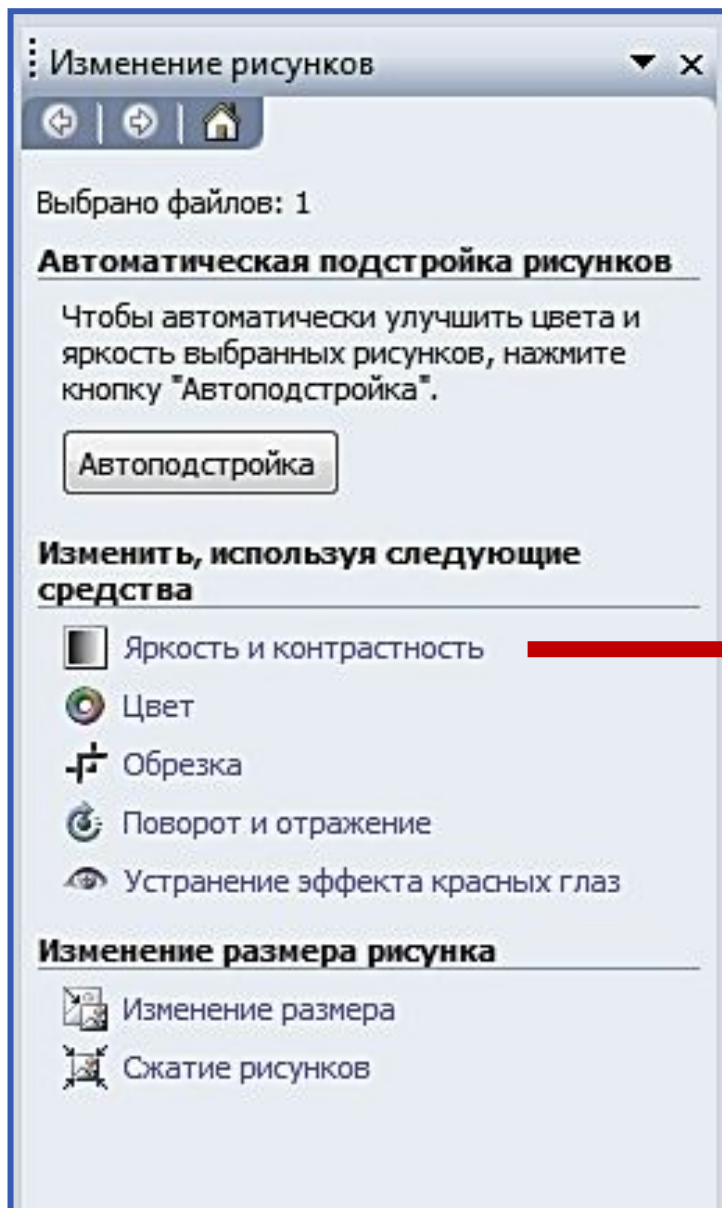 Изменение рисунков
Выбрано файлов: 1
Автоматическая подстройка рисунков
Чтобы автоматически улучшить цвета и
яркость выбранных рисунков, нажмите
кнопку "Автоподстройка".
Автоподстройка
Изменить, используя следующие
средства
Яркость и контрастность
Цвет
Обрезка
Поворот и отражение
Устранение эффекта красных глаз
Изменение размера рисунка
Изменение размера
Сжатие рисунков